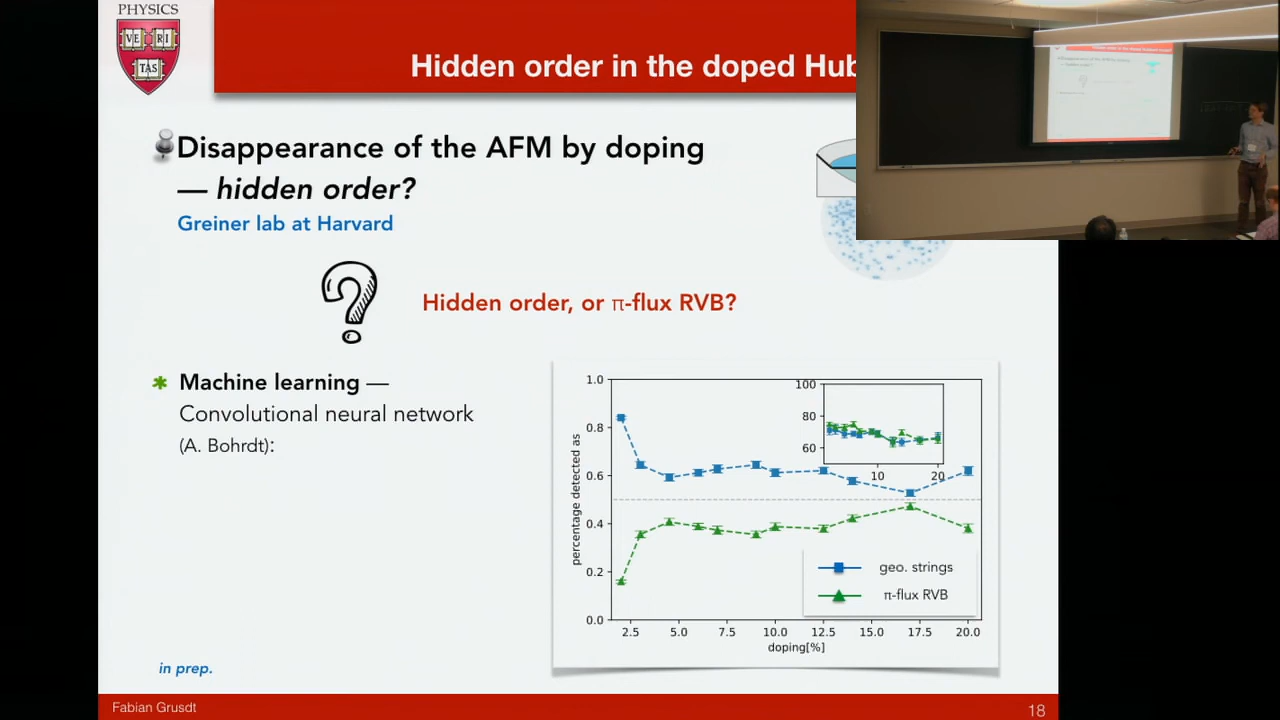 PHYSICS
VE RI
TAS
Hidden order in the doped Hub
Disappearance of the AFM by doping
— hidden order?
Greiner lab at Harvard
Hidden order, or π-flux RVB?
Machine learning —
Convolutional neural network
(A. Bohrdt):
percentage detected as
1.0
0.8
0.6
0.4
0.2
0.0
100
80
60
10
20
geo. strings
π-flux RVB
2.5
5.0
7.5
10.0
12.5
15.0
17.5
20.0
doping[%]
in prep.
Fabian Grusdt
18